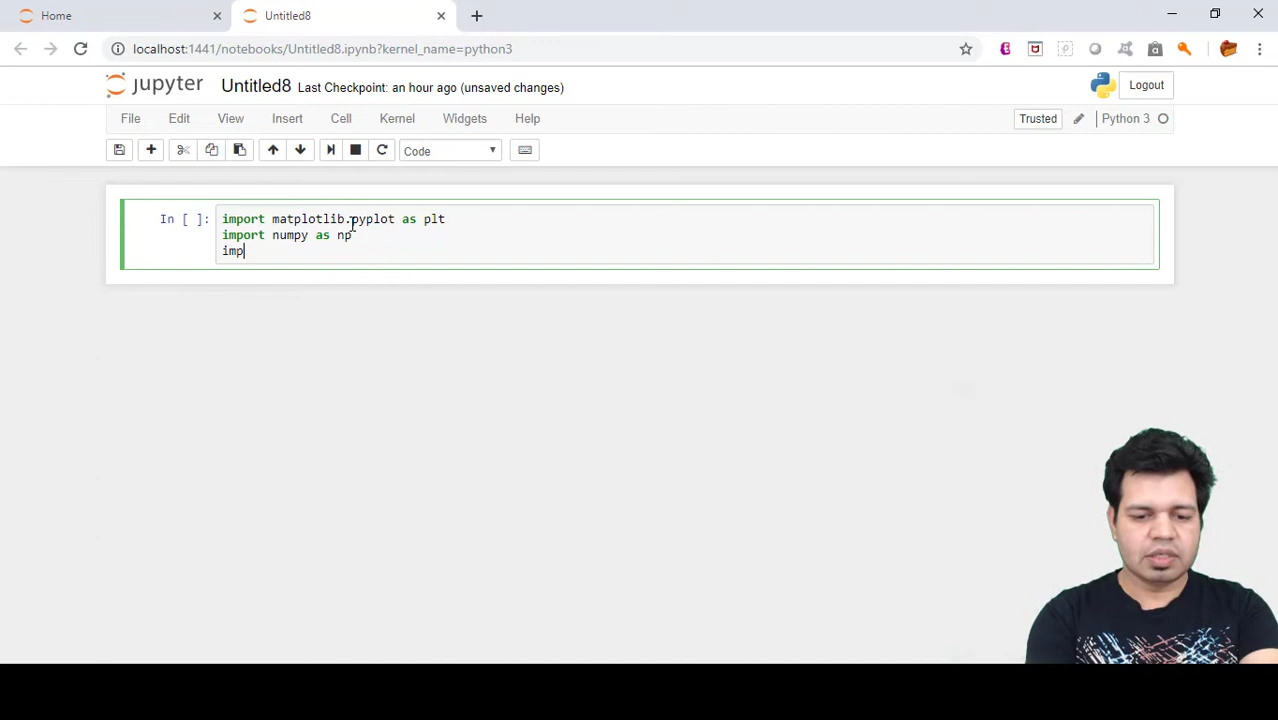 Home
Untitled8
localhost:1441/notebooks/Untitled8.ipynb?kernel_name=python3
jupyter Untitled8 Last Checkpoint: an hour ago (unsaved changes) Logout
File Edit View Insert Cell Kernel Widgets Help Trusted Python 3
Code
In [ ]: import matplotlib.pyplot as plt
import numpy as np
imp